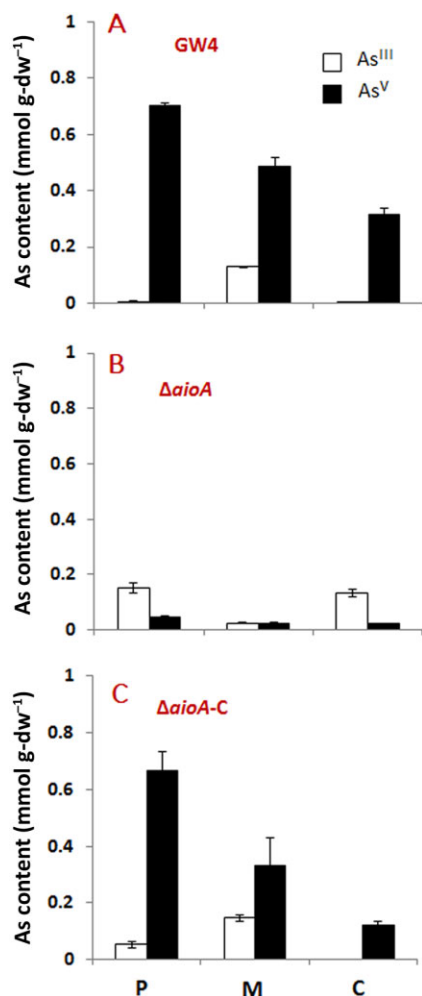 A
GW4
As^III
As^V
As content (mmol g-dw⁻¹)
1
0.8
0.6
0.4
0.2
0
B
ΔaioA
As content (mmol g-dw⁻¹)
1
0.8
0.6
0.4
0.2
0
C
ΔaioA-C
As content (mmol g-dw⁻¹)
1
0.8
0.6
0.4
0.2
0
P M C